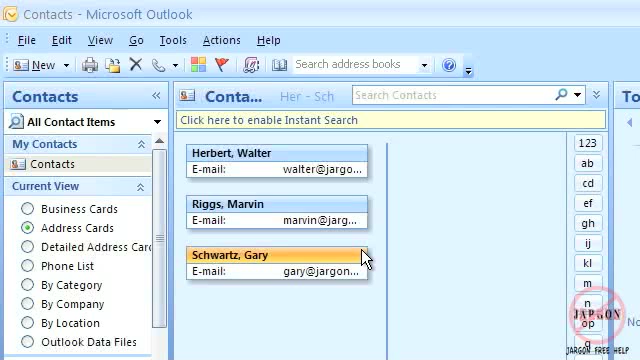 Contacts - Microsoft Outlook
File Edit View Go Tools Actions Help
New Search address books
Contacts «
All Contact Items
My Contacts
Contacts
Current View
Business Cards
Address Cards
Detailed Address Card
Phone List
By Category
By Company
By Location
Outlook Data Files
Conta... Her - Sch Search Contacts
Click here to enable Instant Search
Herbert, Walter
E-mail: walter@jargo...
Riggs, Marvin
E-mail: marvin@jarg...
Schwartz, Gary
E-mail: gary@jargon...
123
ab
cd
ef
gh
ij
kl
m
n
op
q
To
No
JARGON
JARGON FREE HELP